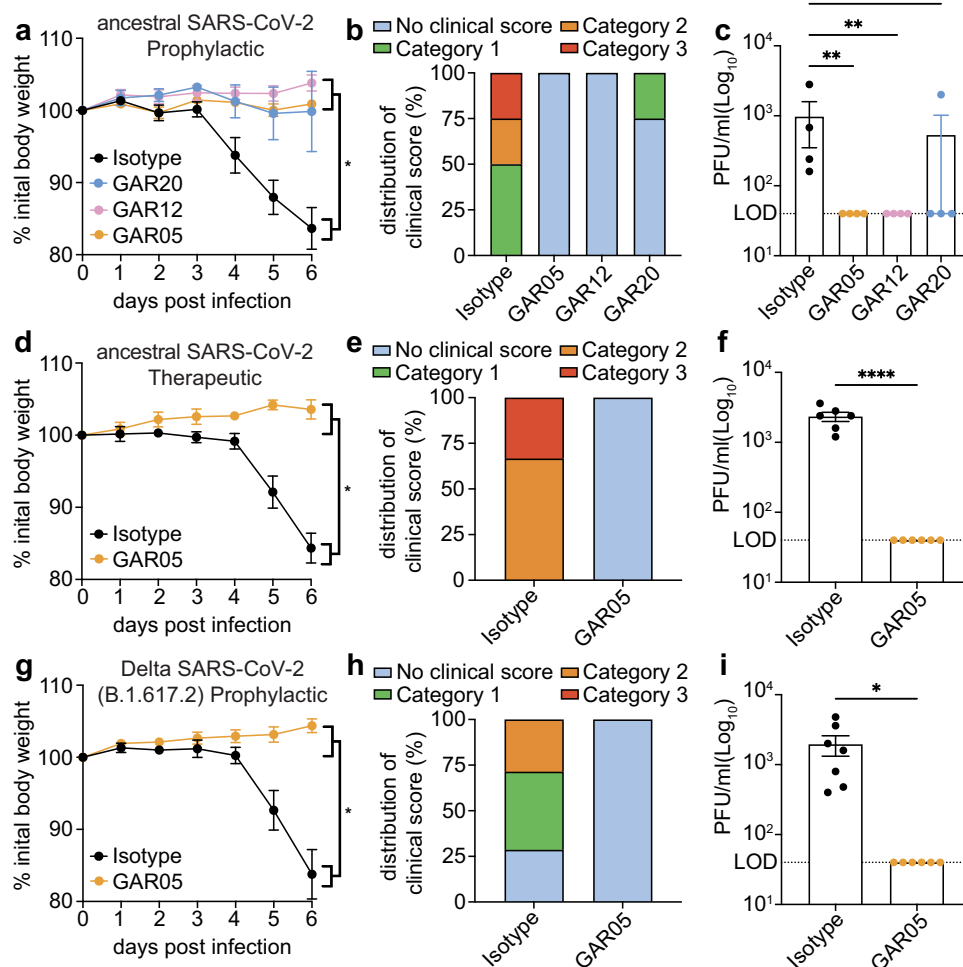 a
ancestral SARS-CoV-2
Prophylactic
% inital body weight
110
100
90
80
Isotype
GAR20
GAR12
GAR05
*
0 1 2 3 4 5 6
days post infection
b
No clinical score
Category 2
Category 1
Category 3
distribution of
clinical score (%)
100
75
50
25
0
Isotype
GAR05
GAR12
GAR20
c
**
**
PFU/ml(Log10)
10⁴
10³
10²
LOD
10¹
Isotype
GAR05
GAR12
GAR20
d
ancestral SARS-CoV-2
Therapeutic
% inital body weight
110
100
90
80
Isotype
GAR05
*
0 1 2 3 4 5 6
days post infection
e
No clinical score
Category 2
Category 1
Category 3
distribution of
clinical score (%)
100
75
50
25
0
Isotype
GAR05
f
****
PFU/ml(Log10)
10⁴
10³
10²
LOD
10¹
Isotype
GAR05
g
Delta SARS-CoV-2
(B.1.617.2) Prophylactic
% inital body weight
110
100
90
80
Isotype
GAR05
*
0 1 2 3 4 5 6
days post infection
h
No clinical score
Category 2
Category 1
Category 3
distribution of
clinical score (%)
100
75
50
25
0
Isotype
GAR05
i
*
PFU/ml(Log10)
10⁴
10³
10²
LOD
10¹
Isotype
GAR05